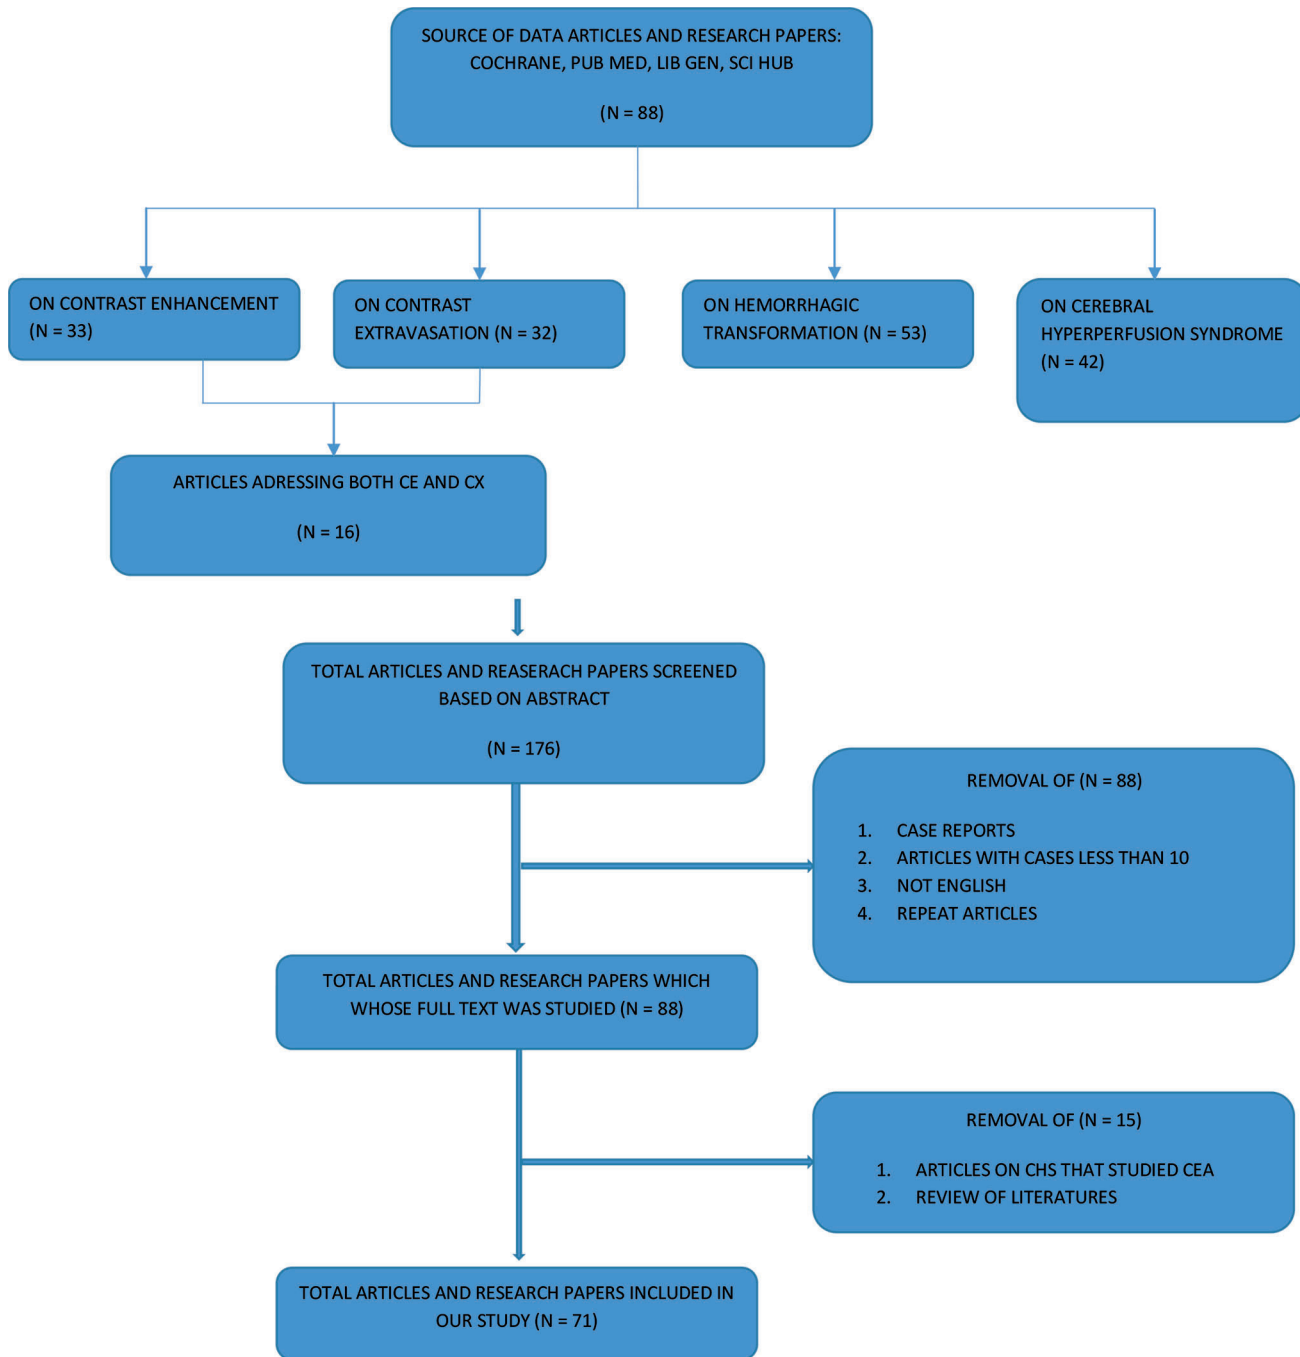 SOURCE OF DATA ARTICLES AND RESEARCH PAPERS:
COCHRANE, PUB MED, LIB GEN, SCI HUB
(N = 88)
ON CONTRAST ENHANCEMENT
(N = 33)
ON CONTRAST
EXTRAVASATION (N = 32)
ON HEMORRHAGIC
TRANSFORMATION (N = 53)
ON CEREBRAL
HYPERPERFUSION SYNDROME
(N = 42)
ARTICLES ADRESSING BOTH CE AND CX
(N = 16)
TOTAL ARTICLES AND REASERACH PAPERS SCREENED
BASED ON ABSTRACT
(N = 176)
REMOVAL OF (N = 88)
1. CASE REPORTS
2. ARTICLES WITH CASES LESS THAN 10
3. NOT ENGLISH
4. REPEAT ARTICLES
TOTAL ARTICLES AND RESEARCH PAPERS WHICH
WHOSE FULL TEXT WAS STUDIED (N = 88)
REMOVAL OF (N = 15)
1. ARTICLES ON CHS THAT STUDIED CEA
2. REVIEW OF LITERATURES
TOTAL ARTICLES AND RESEARCH PAPERS INCLUDED IN
OUR STUDY (N = 71)